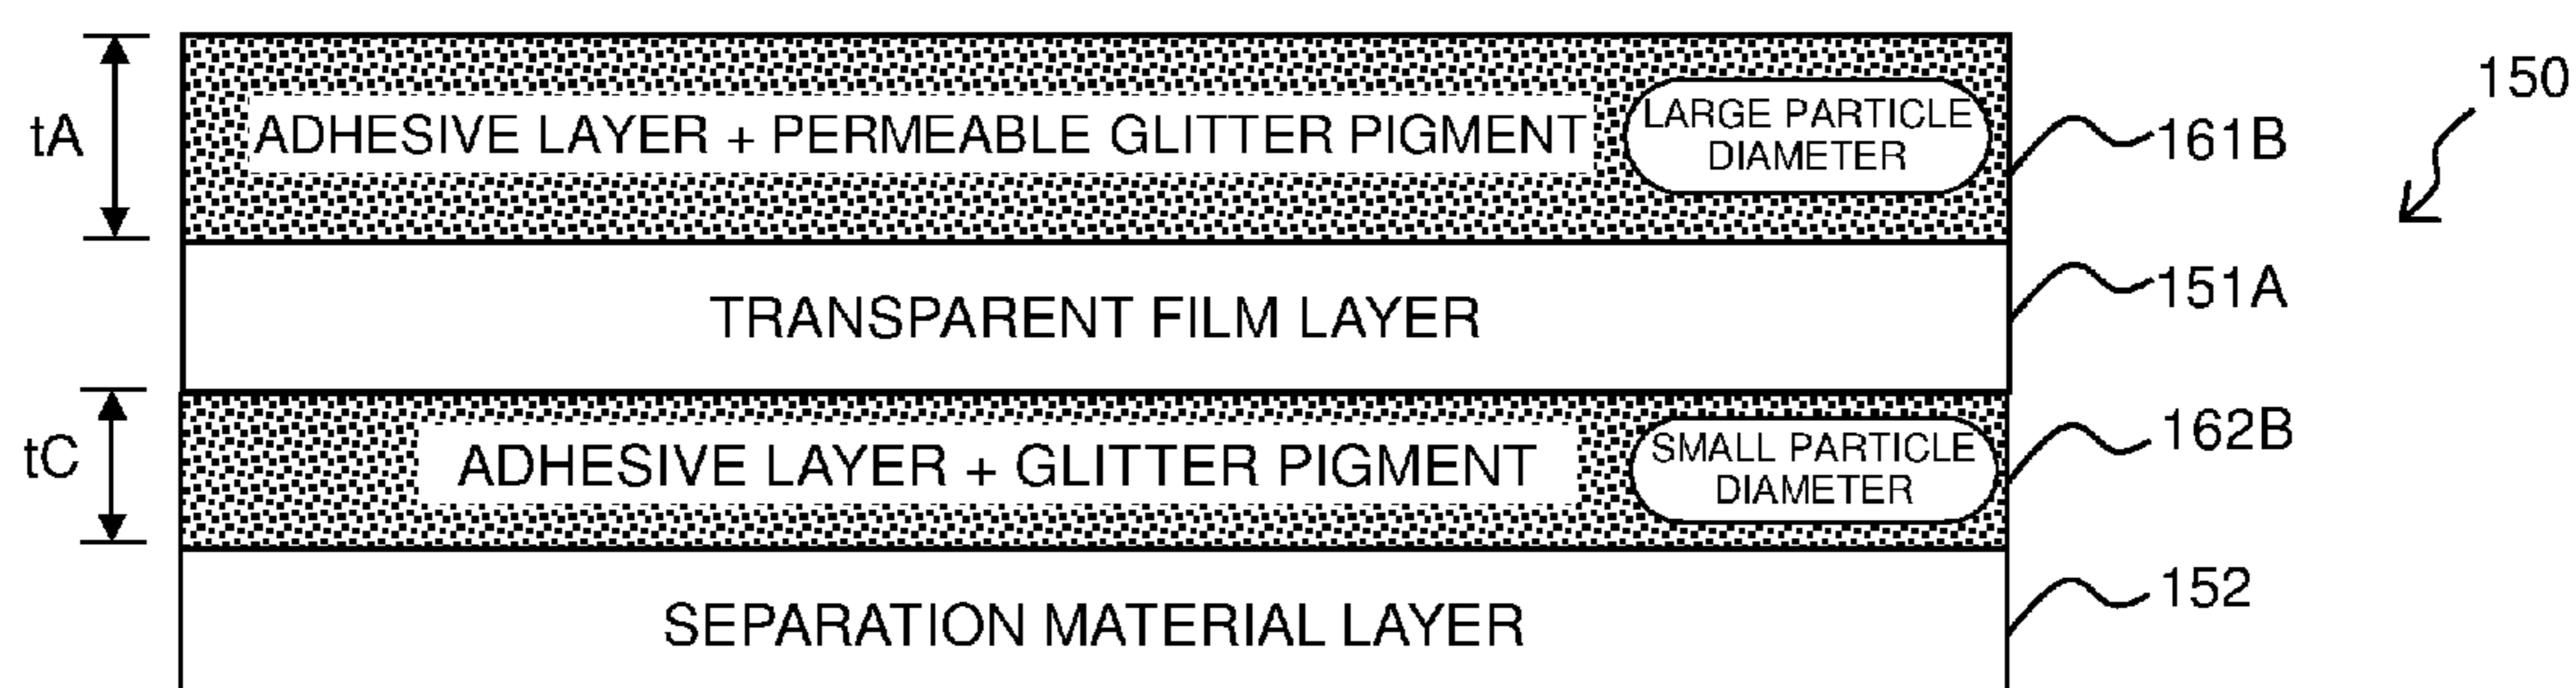 150
tA
ADHESIVE LAYER + PERMEABLE GLITTER PIGMENT
LARGE PARTICLE
DIAMETER
161B
TRANSPARENT FILM LAYER
151A
tC
ADHESIVE LAYER + GLITTER PIGMENT
SMALL PARTICLE
DIAMETER
162B
SEPARATION MATERIAL LAYER
152